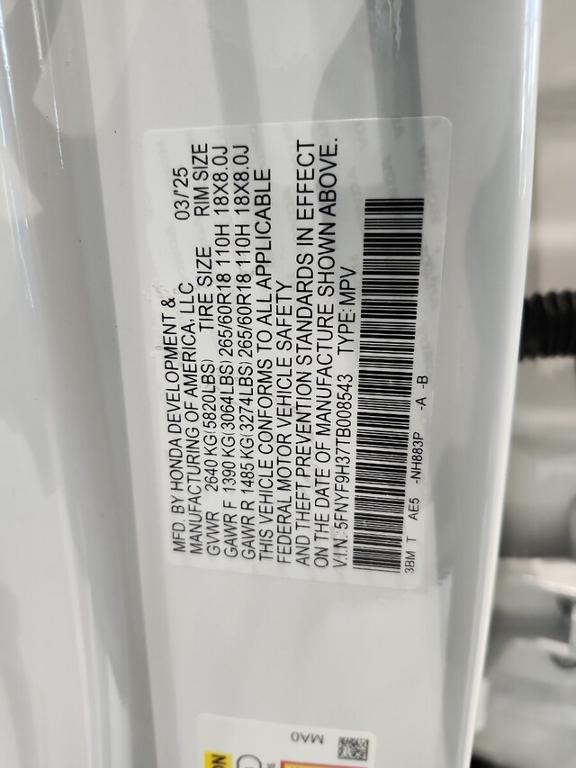 MFD. BY HONDA DEVELOPMENT &
MANUFACTURING OF AMERICA, LLC 03/'25
GVWR 2640 KG(5820LBS) TIRE SIZE RIM SIZE
GAWR F 1390 KG(3064LBS) 265/60R18 110H 18X8.0J
GAWR R 1485 KG(3274LBS) 265/60R18 110H 18X8.0J
THIS VEHICLE CONFORMS TO ALL APPLICABLE
FEDERAL MOTOR VEHICLE SAFETY
AND THEFT PREVENTION STANDARDS IN EFFECT
ON THE DATE OF MANUFACTURE SHOWN ABOVE.
V.I.N.: 5FNYF9H37TB008543 TYPE: MPV
3BM T AE5 -NH883P -A -B
MA0